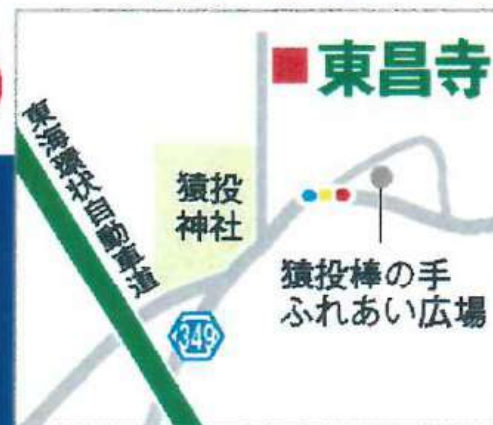 東昌寺
東海環状自動車道
猿投
神社
猿投棒の手
ふれあい広場
349